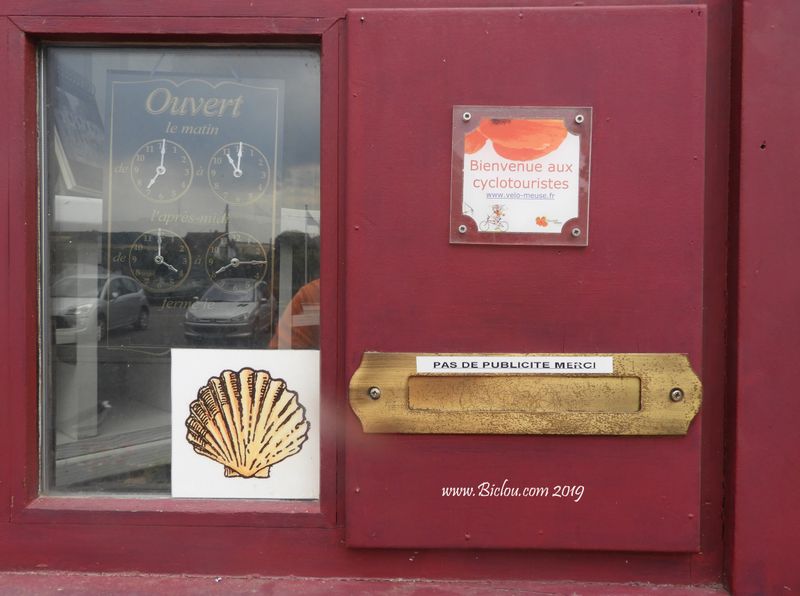 Ouvert
le matin
de à
l'après-midi
de à
fermé le
Bienvenue aux
cyclotouristes
www.velo-meuse.fr
PAS DE PUBLICITE MERCI
www.Biclou.com 2019